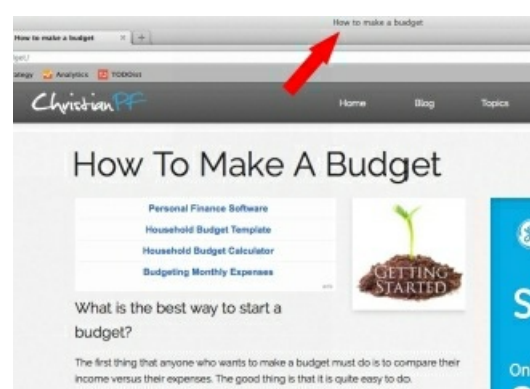 How to make a budget
How to make a budget
get/
ategy
Analytics
TODOist
ChristianPF
Home
Blog
Topics
How To Make A Budget
Personal Finance Software
Household Budget Template
Household Budget Calculator
Budgeting Monthly Expenses
GETTING
STARTED
S
On
What is the best way to start a
budget?
The first thing that anyone who wants to make a budget must do is to compare their
income versus their expenses. The good thing is that it is quite easy to do.